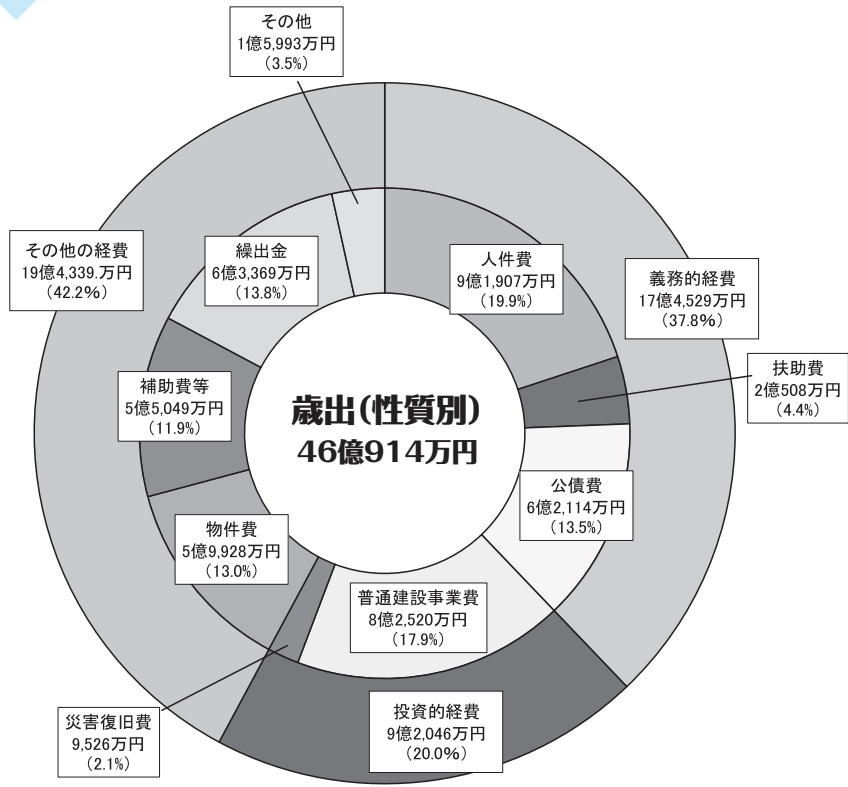 その他
1億5,993万円
（3.5%）
繰出金
6億3,369万円
（13.8%）
人件費
9億1,907万円
（19.9%）
その他の経費
19億4,339.万円
（42.2％）
義務的経費
17億4,529万円
（37.8％）
扶助費
2億508万円
（4.4%）
補助費等
5億5,049万円
（11.9%）
歳出（性質別）
46億914万円
公債費
6億2,114万円
（13.5%）
物件費
5億9,928万円
（13.0%）
普通建設事業費
8億2,520万円
（17.9%）
災害復旧費
9,526万円
（2.1%）
投資的経費
9億2,046万円
（20.0％）